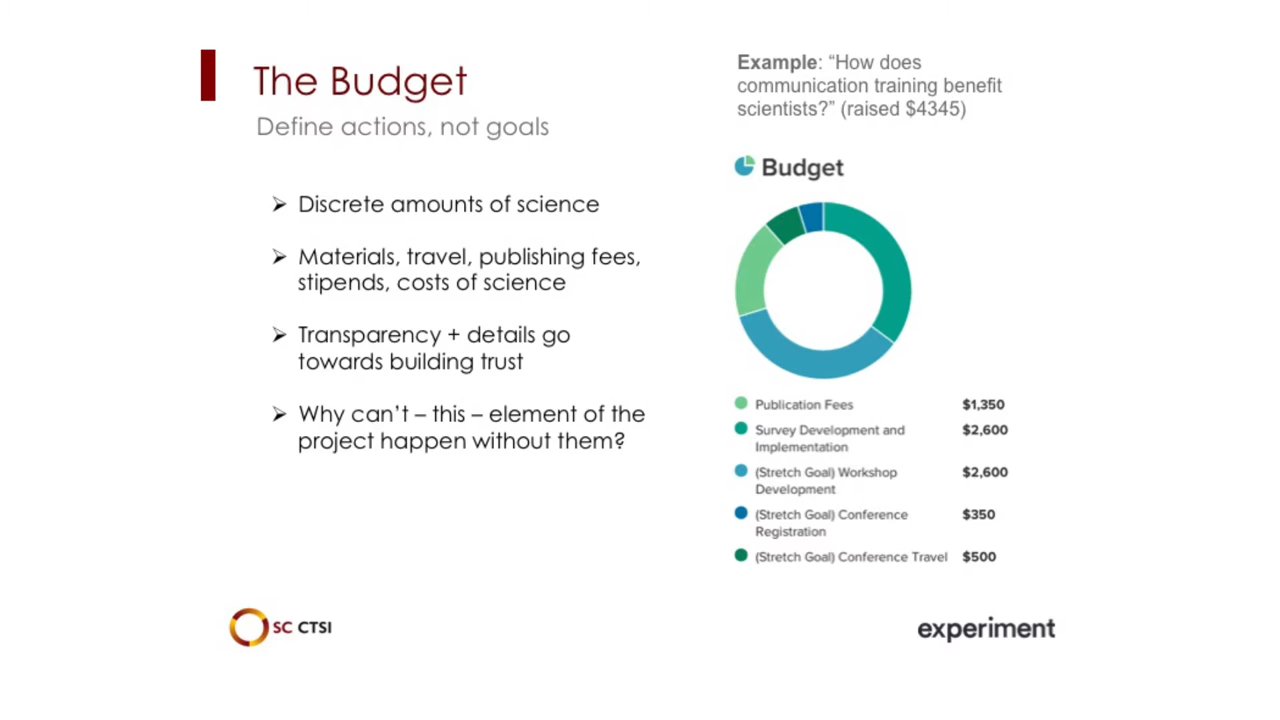 The Budget
Define actions, not goals
➢ Discrete amounts of science
➢ Materials, travel, publishing fees,
stipends, costs of science
➢ Transparency + details go
towards building trust
➢ Why can’t – this – element of the
project happen without them?
Example: “How does
communication training benefit
scientists?” (raised $4345)
Budget
Publication Fees $1,350
Survey Development and $2,600
Implementation
(Stretch Goal) Workshop $2,600
Development
(Stretch Goal) Conference $350
Registration
(Stretch Goal) Conference Travel $500
SC CTSI
experiment